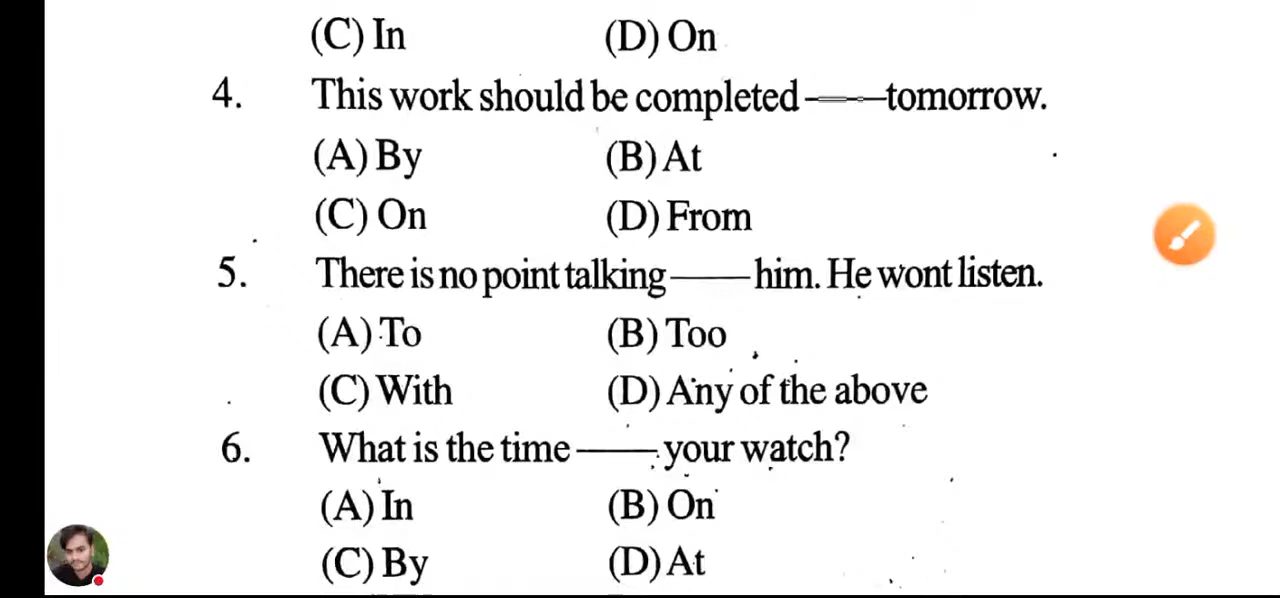 (C) In (D) On
4. This work should be completed ——— tomorrow.
(A) By (B) At
(C) On (D) From
5. There is no point talking ——— him. He wont listen.
(A) To (B) Too
(C) With (D) Any of the above
6. What is the time ——— your watch?
(A) In (B) On
(C) By (D) At